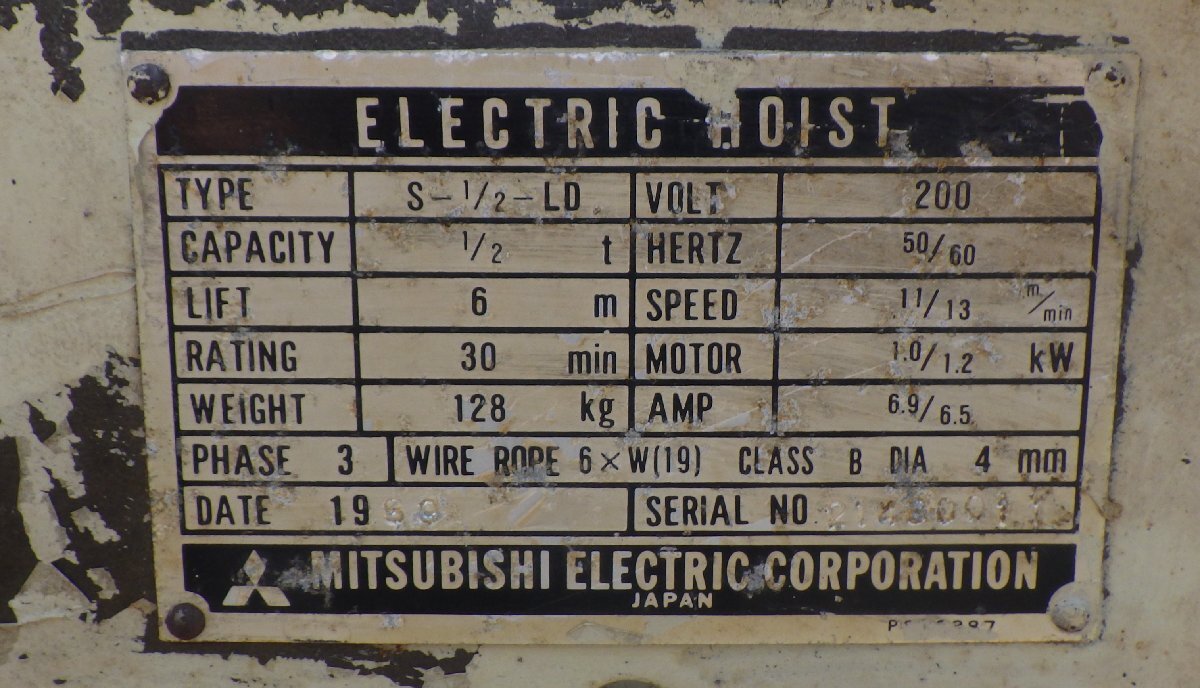 ELECTRIC HOIST
TYPE S-1/2-LD VOLT 200
CAPACITY 1/2 t HERTZ 50/60
LIFT 6 m SPEED 11/13 m/min
RATING 30 min MOTOR 1.0/1.2 kW
WEIGHT 128 kg AMP 6.9/6.5
PHASE 3 WIRE ROPE 6×W(19) CLASS B DIA 4 mm
DATE 19 SERIAL NO
MITSUBISHI ELECTRIC CORPORATION
JAPAN